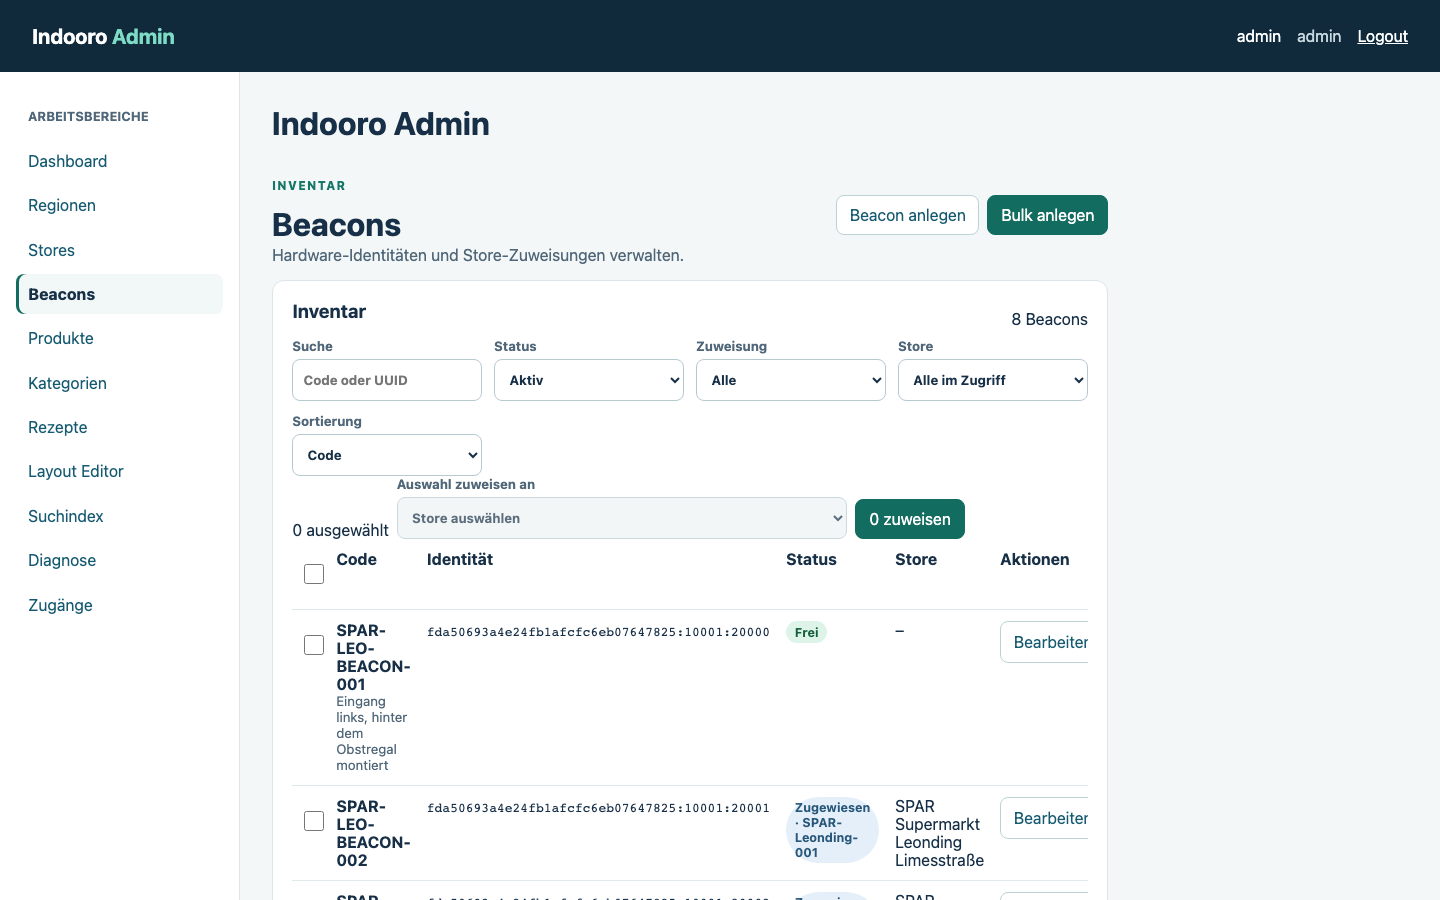 Indooro Admin
admin admin Logout
ARBEITSBEREICHE
Dashboard
Regionen
Stores
Beacons
Produkte
Kategorien
Rezepte
Layout Editor
Suchindex
Diagnose
Zugänge
Indooro Admin
INVENTAR
Beacons
Hardware-Identitäten und Store-Zuweisungen verwalten.
Beacon anlegen
Bulk anlegen
Inventar
8 Beacons
Suche
Code oder UUID
Status
Aktiv
Zuweisung
Alle
Store
Alle im Zugriff
Sortierung
Code
0 ausgewählt
Auswahl zuweisen an
Store auswählen
0 zuweisen
Code Identität Status Store Aktionen
SPAR-
LEO-
BEACON-
001
Eingang
links, hinter
dem
Obstregal
montiert
fda50693a4e24fb1afcfc6eb07647825:10001:20000
Frei
–
Bearbeiten
SPAR-
LEO-
BEACON-
002
fda50693a4e24fb1afcfc6eb07647825:10001:20001
Zugewiesen
· SPAR-
Leonding-
001
SPAR
Supermarkt
Leonding
Limesstraße
Bearbeiten